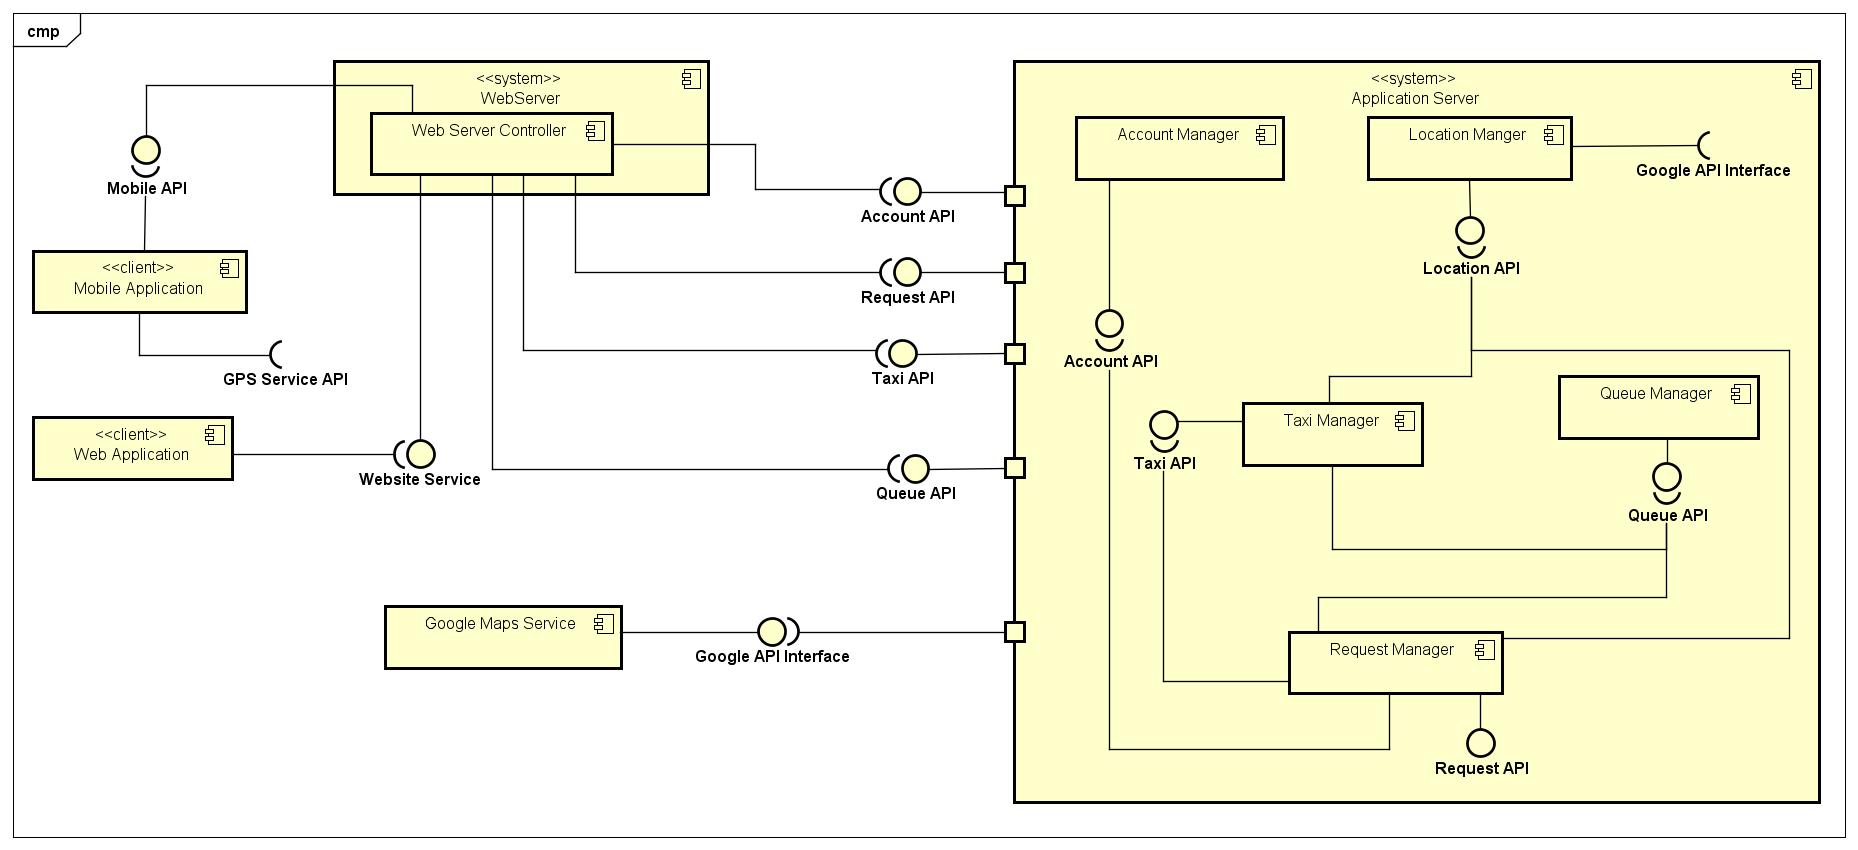 cmp
<<system>>
WebServer
Web Server Controller
Mobile API
<<client>>
Mobile Application
GPS Service API
<<client>>
Web Application
Website Service
Account API
Request API
Taxi API
Queue API
Google Maps Service
Google API Interface
<<system>>
Application Server
Account Manager
Location Manger
Google API Interface
Location API
Account API
Taxi Manager
Queue Manager
Taxi API
Queue API
Request Manager
Request API